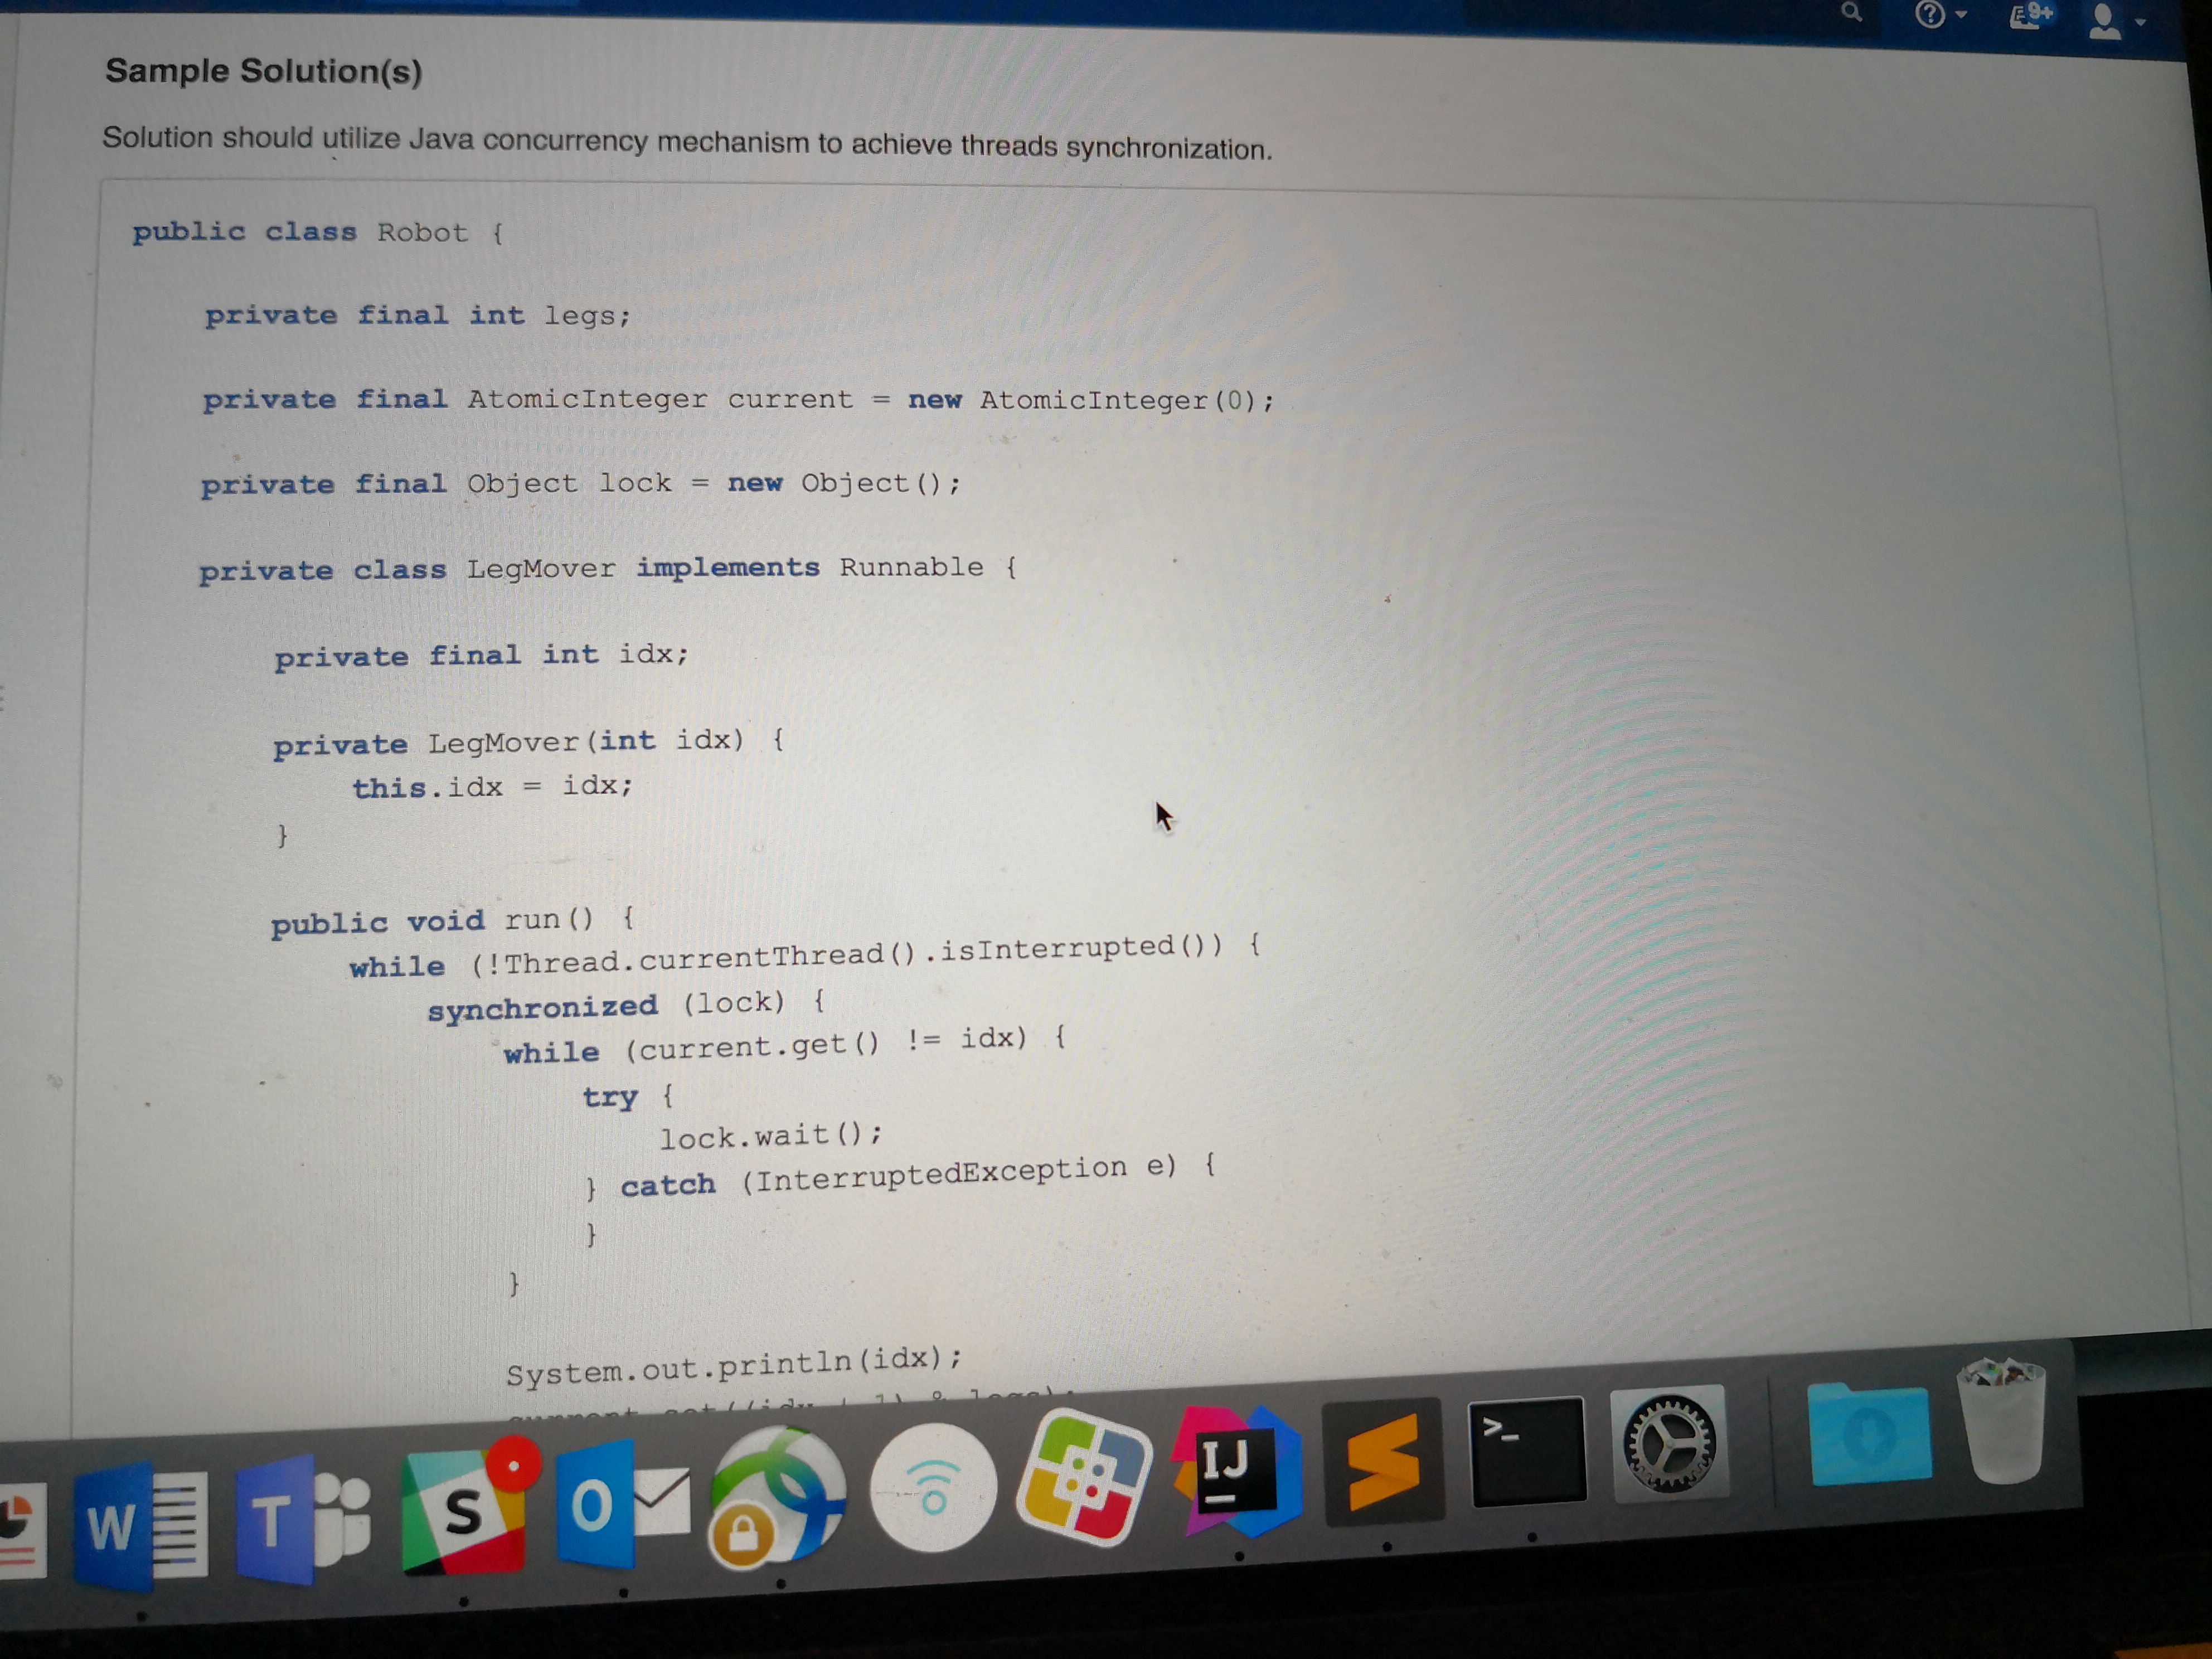 9+
Sample Solution(s)
Solution should utilize Java concurrency mechanism to achieve threads synchronization.
public class Robot {
private final int legs;
private final AtomicInteger current = new AtomicInteger(0);
private final Object lock = new Object();
private class LegMover implements Runnable {
private final int idx;
private LegMover(int idx) {
this.idx = idx;
}
public void run() {
while (!Thread.currentThread().isInterrupted()) {
synchronized (lock) {
while (current.get() != idx) {
try {
lock.wait();
} catch (InterruptedException e) {
}
}
System.out.println(idx);
W
T
S
O
IJ
>_